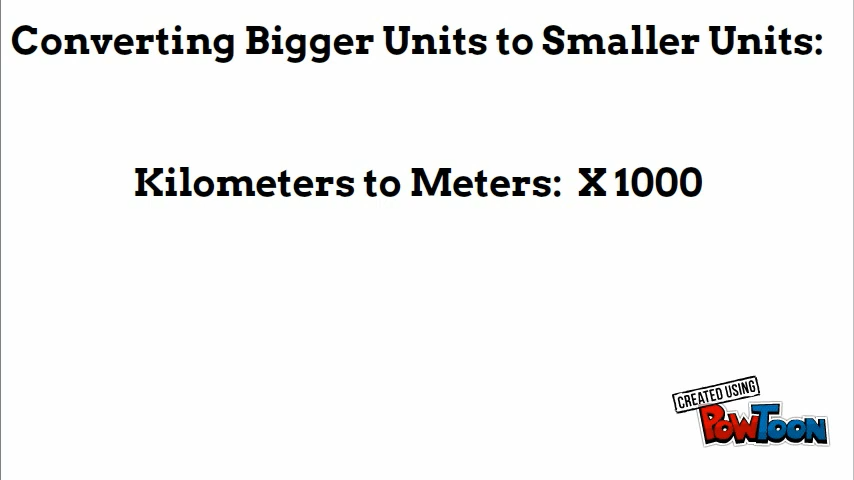 Converting Bigger Units to Smaller Units:
Kilometers to Meters: X 1000
CREATED USING
POWTOON